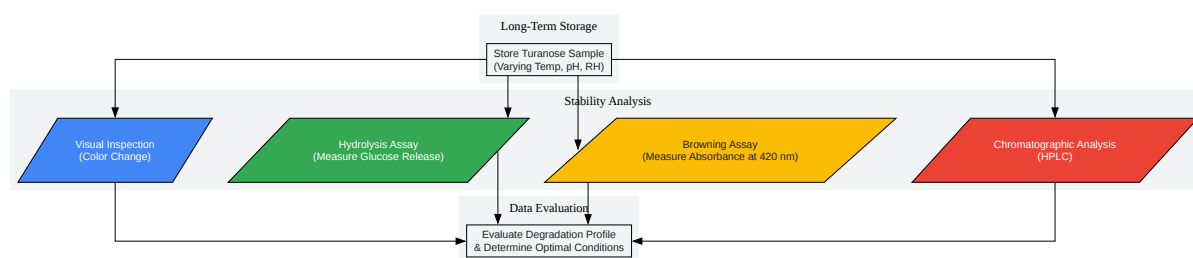 Long-Term Storage
Store Turanose Sample
(Varying Temp, pH, RH)
Stability Analysis
Visual Inspection
(Color Change)
Hydrolysis Assay
(Measure Glucose Release)
Browning Assay
(Measure Absorbance at 420 nm)
Chromatographic Analysis
(HPLC)
Data Evaluation
Evaluate Degradation Profile
& Determine Optimal Conditions